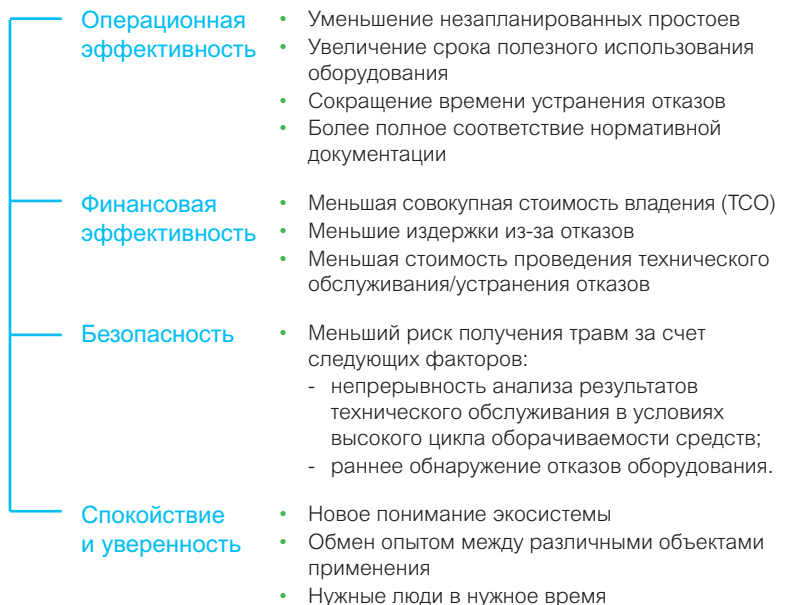 Операционная
эффективность
• Уменьшение незапланированных простоев
• Увеличение срока полезного использования
оборудования
• Сокращение времени устранения отказов
• Более полное соответствие нормативной
документации
Финансовая
эффективность
• Меньшая совокупная стоимость владения (TCO)
• Меньшие издержки из-за отказов
• Меньшая стоимость проведения технического
обслуживания/устранения отказов
Безопасность
• Меньший риск получения травм за счет
следующих факторов:
- непрерывность анализа результатов
технического обслуживания в условиях
высокого цикла оборачиваемости средств;
- раннее обнаружение отказов оборудования.
Спокойствие
и уверенность
• Новое понимание экосистемы
• Обмен опытом между различными объектами
применения
• Нужные люди в нужное время